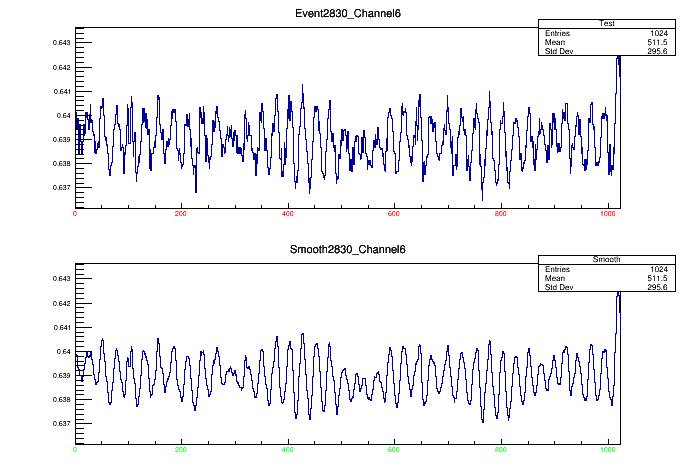 Event2830_Channel6
Test
Entries 1024
Mean 511.5
Std Dev 295.6
0.643
0.642
0.641
0.64
0.639
0.638
0.637
0 200 400 600 800 1000
Smooth2830_Channel6
Smooth
Entries 1024
Mean 511.5
Std Dev 295.6
0.643
0.642
0.641
0.64
0.639
0.638
0.637
0 200 400 600 800 1000